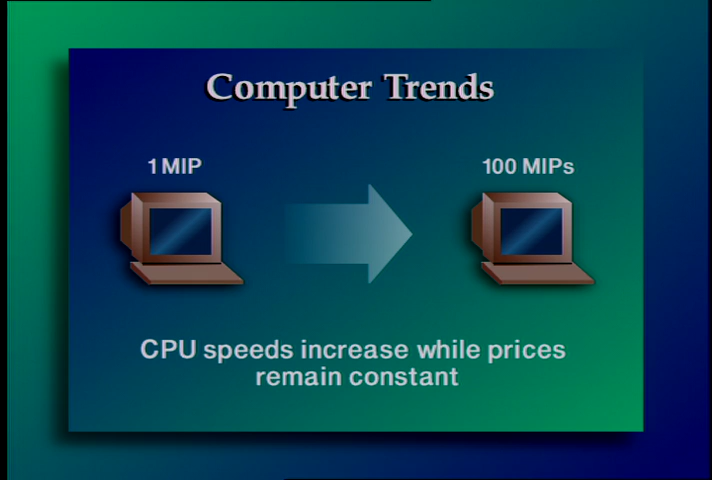 Computer Trends
1 MIP
100 MIPs
CPU speeds increase while prices
remain constant